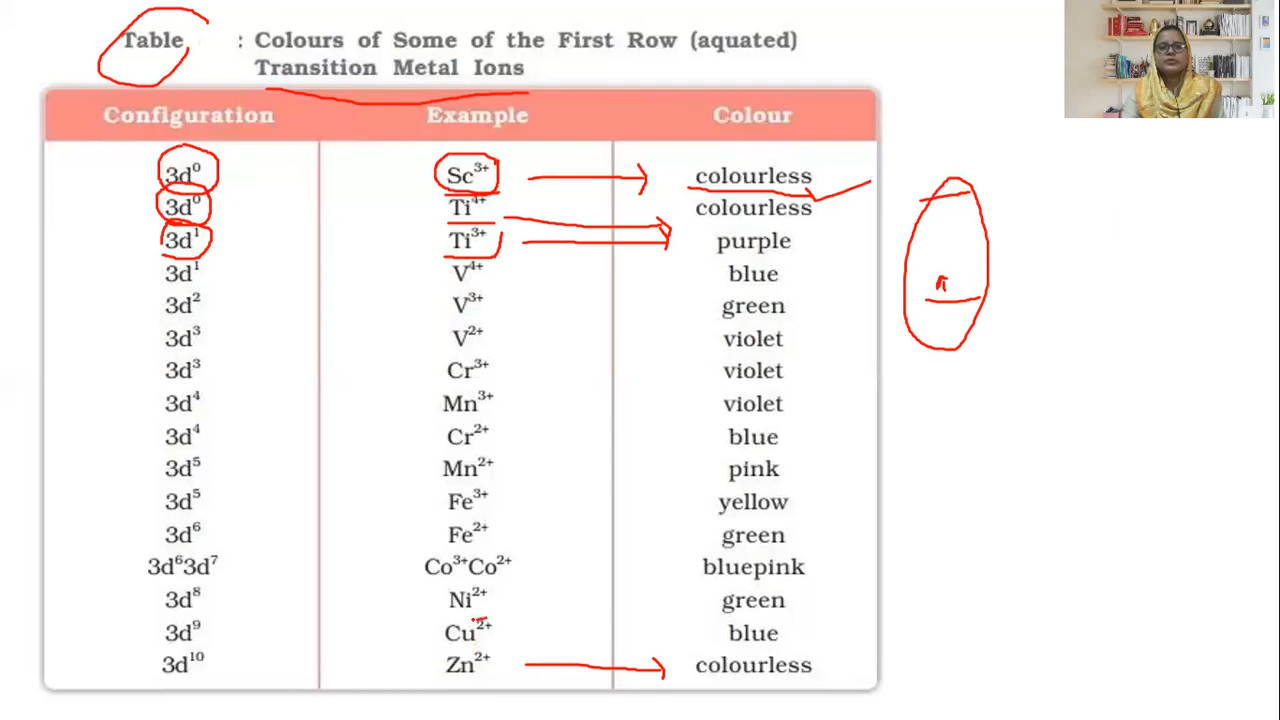 Table : Colours of Some of the First Row (aquated)
Transition Metal Ions
Configuration Example Colour
3d⁰ Sc³⁺ colourless
3d⁰ Ti⁴⁺ colourless
3d¹ Ti³⁺ purple
3d¹ V⁴⁺ blue
3d² V³⁺ green
3d³ V²⁺ violet
3d³ Cr³⁺ violet
3d⁴ Mn³⁺ violet
3d⁴ Cr²⁺ blue
3d⁵ Mn²⁺ pink
3d⁵ Fe³⁺ yellow
3d⁶ Fe²⁺ green
3d⁶3d⁷ Co³⁺Co²⁺ bluepink
3d⁸ Ni²⁺ green
3d⁹ Cu²⁺ blue
3d¹⁰ Zn²⁺ colourless